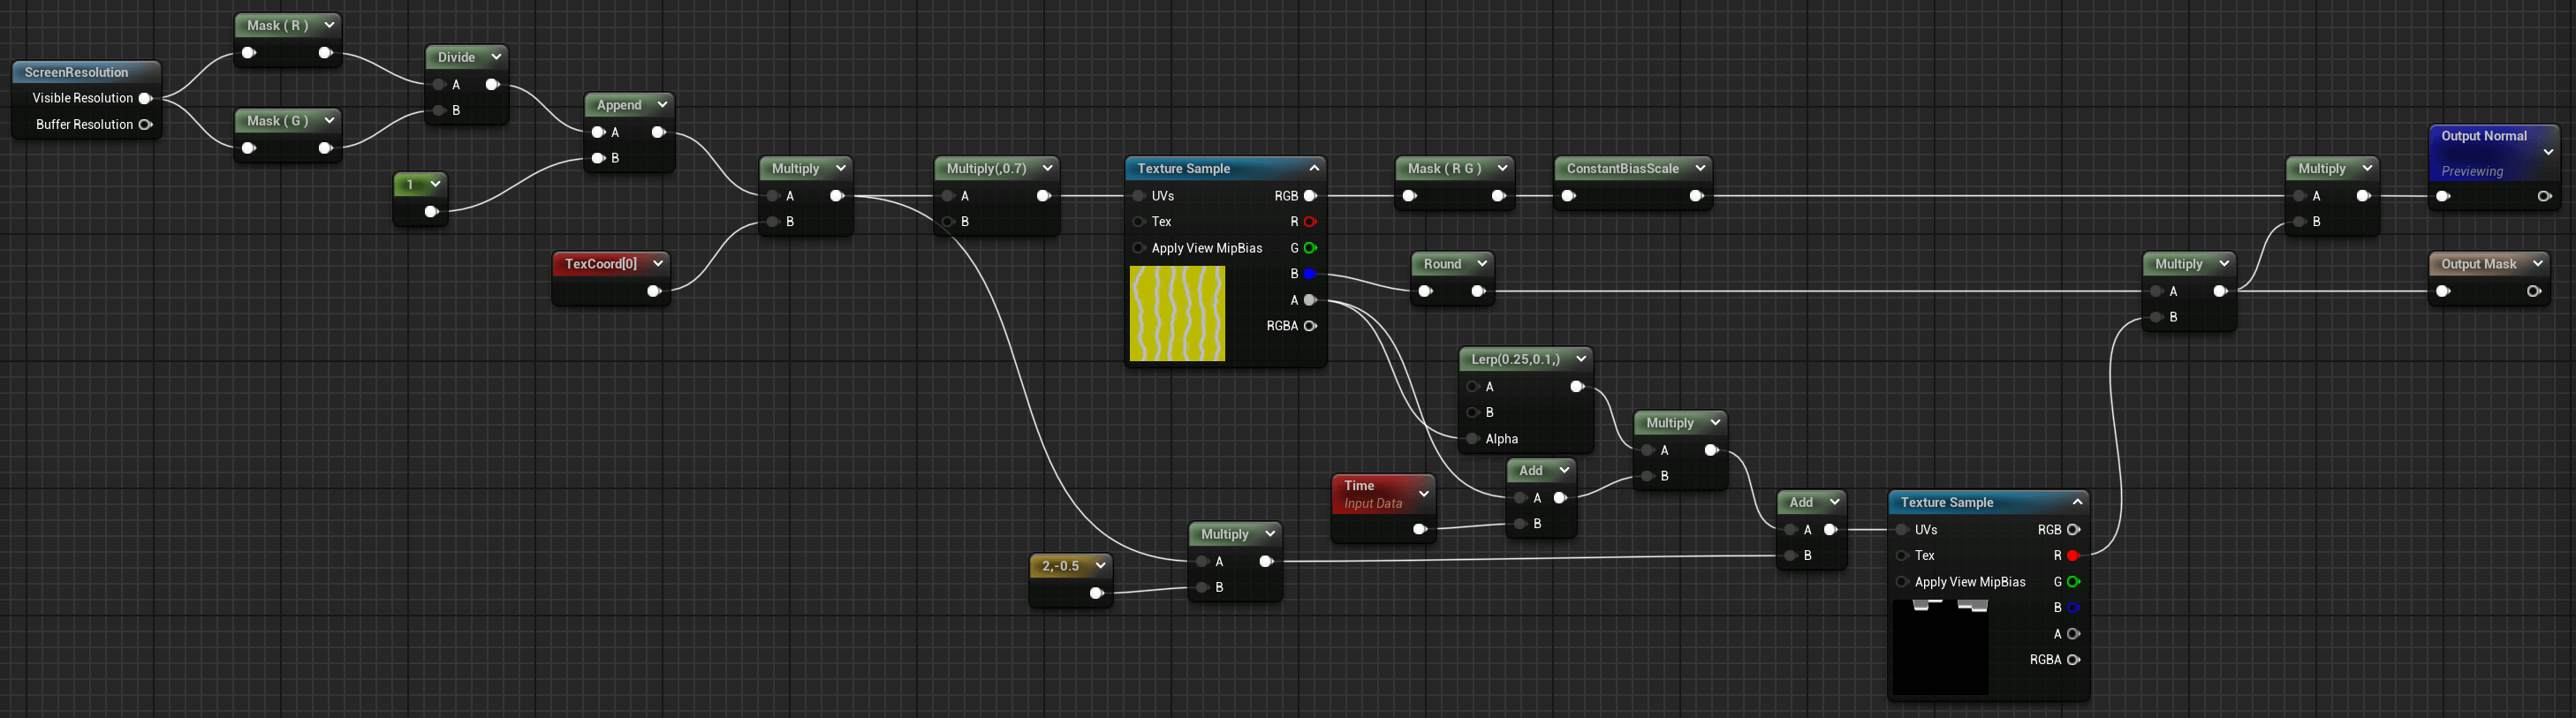 Mask ( R )
ScreenResolution
Visible Resolution
Buffer Resolution
Mask ( G )
Divide
A
B
1
Append
A
B
TexCoord[0]
Multiply
A
B
Multiply(,0.7)
A
B
Texture Sample
UVs
RGB
Tex
R
Apply View MipBias
G
B
A
RGBA
Mask ( R G )
ConstantBiasScale
Round
Lerp(0.25,0.1,)
A
B
Alpha
Time
Input Data
Add
A
B
Multiply
A
B
2,-0.5
Multiply
A
B
Add
A
B
Texture Sample
UVs
RGB
Tex
R
Apply View MipBias
G
B
A
RGBA
Multiply
A
B
Multiply
A
B
Output Normal
Previewing
Output Mask